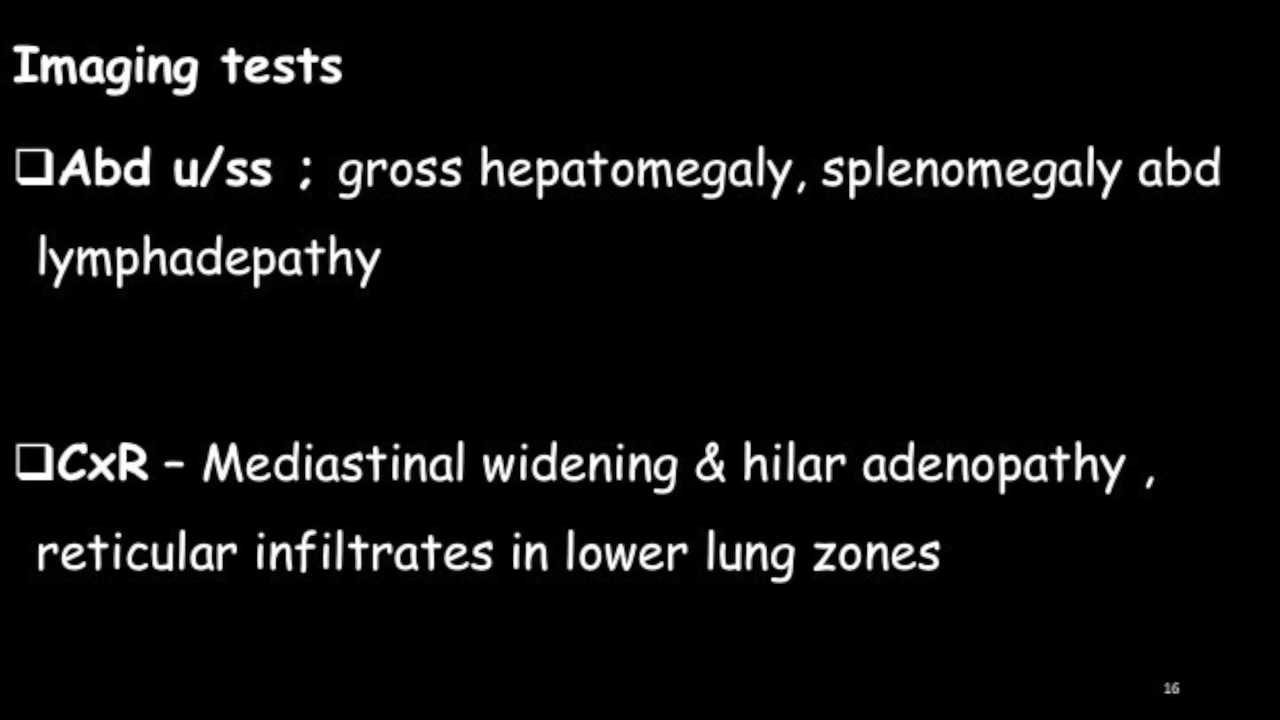 Imaging tests
❑Abd u/ss ; gross hepatomegaly, splenomegaly abd
lymphadepathy
❑CxR – Mediastinal widening & hilar adenopathy ,
reticular infiltrates in lower lung zones
16